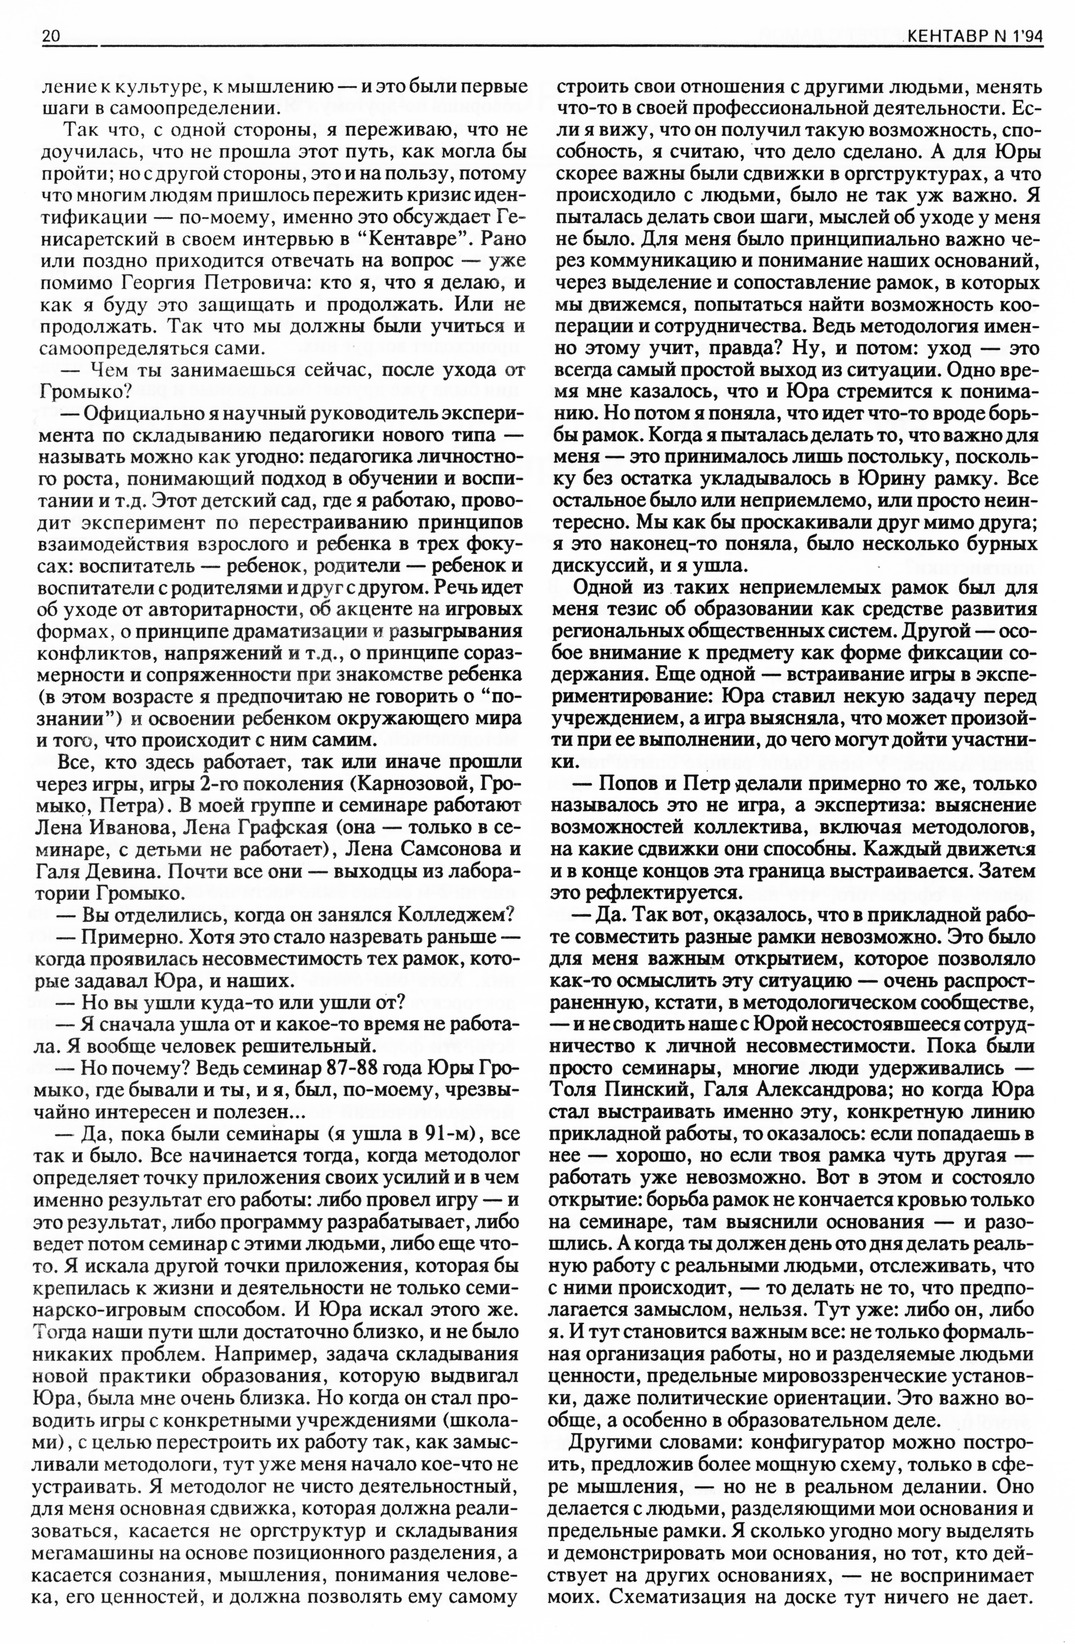 20
КЕНТАВР N 1'94
ление к культуре, к мышлению — и это были первые
шаги в самоопределении.
Так что, с одной стороны, я переживаю, что не
доучилась, что не прошла этот путь, как могла бы
пройти; но с другой стороны, это и на пользу, потому
что многим людям пришлось пережить кризис иден-
тификации — по-моему, именно это обсуждает Ге-
нисаретский в своем интервью в “Кентавре”. Рано
или поздно приходится отвечать на вопрос — уже
помимо Георгия Петровича: кто я, что я делаю, и
как я буду это защищать и продолжать. Или не
продолжать. Так что мы должны были учиться и
самоопределяться сами.
— Чем ты занимаешься сейчас, после ухода от
Громыко?
— Официально я научный руководитель экспери-
мента по складыванию педагогики нового типа —
называть можно как угодно: педагогика личностно-
го роста, понимающий подход в обучении и воспи-
тании и т.д. Этот детский сад, где я работаю, прово-
дит эксперимент по перестраиванию принципов
взаимодействия взрослого и ребенка в трех фоку-
сах: воспитатель — ребенок, родители — ребенок и
воспитатели с родителями и друг с другом. Речь идет
об уходе от авторитарности, об акценте на игровых
формах, о принципе драматизации и разыгрывания
конфликтов, напряжений и т.д., о принципе сораз-
мерности и сопряженности при знакомстве ребенка
(в этом возрасте я предпочитаю не говорить о “по-
знании”) и освоении ребенком окружающего мира
и того, что происходит с ним самим.
Все, кто здесь работает, так или иначе прошли
через игры, игры 2-го поколения (Карнозовой, Гро-
мыко, Петра). В моей группе и семинаре работают
Лена Иванова, Лена Графская (она — только в се-
минаре, с детьми не работает), Лена Самсонова и
Галя Девина. Почти все они — выходцы из лабора-
тории Громыко.
— Вы отделились, когда он занялся Колледжем?
— Примерно. Хотя это стало назревать раньше —
когда проявилась несовместимость тех рамок, кото-
рые задавал Юра, и наших.
— Но вы ушли куда-то или ушли от?
— Я сначала ушла от и какое-то время не работа-
ла. Я вообще человек решительный.
— Но почему? Ведь семинар 87-88 года Юры Гро-
мыко, где бывали и ты, и я, был, по-моему, чрезвы-
чайно интересен и полезен...
— Да, пока были семинары (я ушла в 91-м), все
так и было. Все начинается тогда, когда методолог
определяет точку приложения своих усилий и в чем
именно результат его работы: либо провел игру — и
это результат, либо программу разрабатывает, либо
ведет потом семинар с этими людьми, либо еще что-
то. Я искала другой точки приложения, которая бы
крепилась к жизни и деятельности не только семи-
нарско-игровым способом. И Юра искал этого же.
Тогда наши пути шли достаточно близко, и не было
никаких проблем. Например, задача складывания
новой практики образования, которую выдвигал
Юра, была мне очень близка. Но когда он стал про-
водить игры с конкретными учреждениями (школа-
ми), с целью перестроить их работу так, как замыс-
ливали методологи, тут уже меня начало кое-что не
устраивать. Я методолог не чисто деятельностный,
для меня основная сдвижка, которая должна реали-
зоваться, касается не оргструктур и складывания
мегамашины на основе позиционного разделения, а
касается сознания, мышления, понимания челове-
ка, его ценностей, и должна позволять ему самому
строить свои отношения с другими людьми, менять
что-то в своей профессиональной деятельности. Ес-
ли я вижу, что он получил такую возможность, спо-
собность, я считаю, что дело сделано. А для Юры
скорее важны были сдвижки в оргструктурах, а что
происходило с людьми, было не так уж важно. Я
пыталась делать свои шаги, мыслей об уходе у меня
не было. Для меня было принципиально важно че-
рез коммуникацию и понимание наших оснований,
через выделение и сопоставление рамок, в которых
мы движемся, попытаться найти возможность коо-
перации и сотрудничества. Ведь методология имен-
но этому учит, правда? Ну, и потом: уход — это
всегда самый простой выход из ситуации. Одно вре-
мя мне казалось, что и Юра стремится к понима-
нию. Но потом я поняла, что идет что-то вроде борь-
бы рамок. Когда я пыталась делать то, что важно для
меня — это принималось лишь постольку, посколь-
ку без остатка укладывалось в Юрину рамку. Все
остальное было или неприемлемо, или просто неин-
тересно. Мы как бы проскакивали друг мимо друга;
я это наконец-то поняла, было несколько бурных
дискуссий, и я ушла.
Одной из таких неприемлемых рамок был для
меня тезис об образовании как средстве развития
региональных общественных систем. Другой — осо-
бое внимание к предмету как форме фиксации со-
держания. Еще одной — встраивание игры в экспе-
риментирование: Юра ставил некую задачу перед
учреждением, а игра выясняла, что может произой-
ти при ее выполнении, до чего могут дойти участни-
ки.
— Попов и Петр делали примерно то же, только
называлось это не игра, а экспертиза: выяснение
возможностей коллектива, включая методологов,
на какие сдвижки они способны. Каждый движется
и в конце концов эта граница выстраивается. Затем
это рефлектируется.
— Да. Так вот, оказалось, что в прикладной рабо-
те совместить разные рамки невозможно. Это было
для меня важным открытием, которое позволяло
как-то осмыслить эту ситуацию — очень распрост-
раненную, кстати, в методологическом сообществе,
— и не сводить наше с Юрой несостоявшееся сотруд-
ничество к личной несовместимости. Пока были
просто семинары, многие люди удерживались —
Толя Пинский, Галя Александрова; но когда Юра
стал выстраивать именно эту, конкретную линию
прикладной работы, то оказалось: если попадаешь в
нее — хорошо, но если твоя рамка чуть другая —
работать уже невозможно. Вот в этом и состояло
открытие: борьба рамок не кончается кровью только
на семинаре, там выяснили основания — и разо-
шлись. А когда ты должен день ото дня делать реаль-
ную работу с реальными людьми, отслеживать, что
с ними происходит, — то делать не то, что предпо-
лагается замыслом, нельзя. Тут уже: либо он, либо
я. И тут становится важным все: не только формаль-
ная организация работы, но и разделяемые людьми
ценности, предельные мировоззренческие установ-
ки, даже политические ориентации. Это важно во-
обще, а особенно в образовательном деле.
Другими словами: конфигуратор можно постро-
ить, предложив более мощную схему, только в сфе-
ре мышления, — но не в реальном делании. Оно
делается с людьми, разделяющими мои основания и
предельные рамки. Я сколько угодно могу выделять
и демонстрировать мои основания, но тот, кто дей-
ствует на других основаниях, — не воспринимает
моих. Схематизация на доске тут ничего не дает.